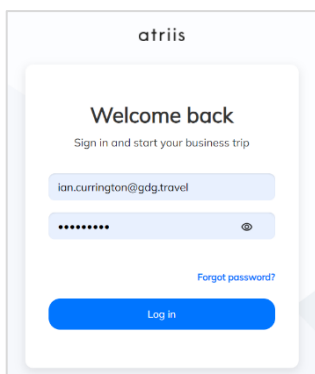 atriis
Welcome back
Sign in and start your business trip
ian.currington@gdg.travel
•••••••••
Forgot password?
Log in